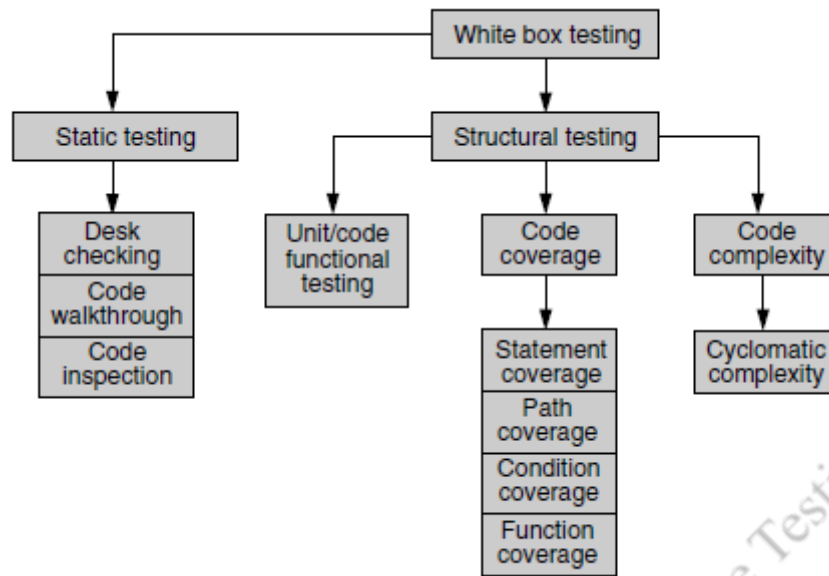 White box testing
Static testing
Structural testing
Desk
checking
Code
walkthrough
Code
inspection
Unit/code
functional
testing
Code
coverage
Statement
coverage
Path
coverage
Condition
coverage
Function
coverage
Code
complexity
Cyclomatic
complexity